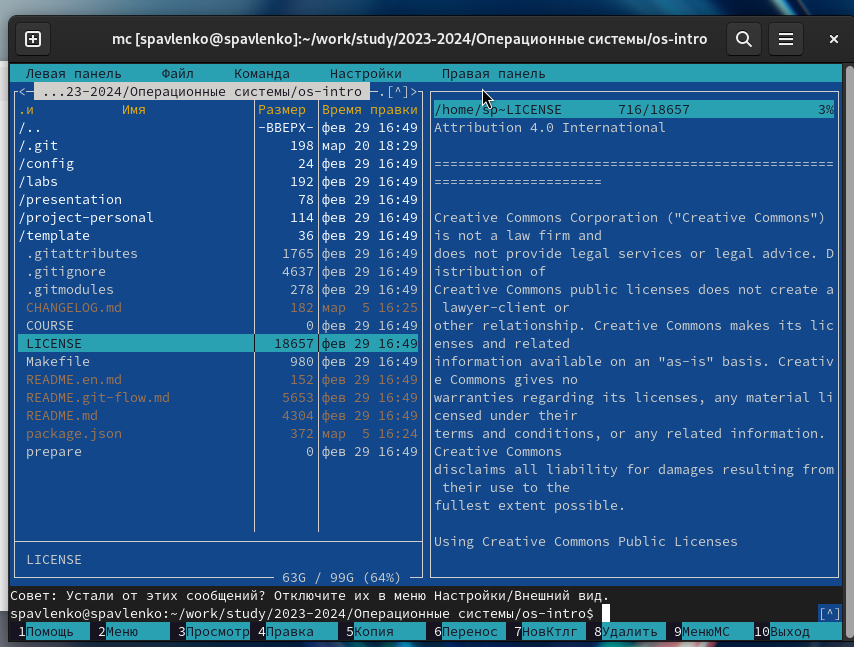 mc [spavlenko@spavlenko]:~/work/study/2023-2024/Операционные системы/os-intro
Левая панель Файл Команда Настройки Правая панель
<─ ...23-2024/Операционные системы/os-intro ─.[^]>
.и Имя Размер Время правки
/.. -ВВЕРХ- фев 29 16:49
/.git 198 мар 20 18:29
/config 24 фев 29 16:49
/labs 192 фев 29 16:49
/presentation 78 фев 29 16:49
/project-personal 114 фев 29 16:49
/template 36 фев 29 16:49
.gitattributes 1765 фев 29 16:49
.gitignore 4637 фев 29 16:49
.gitmodules 278 фев 29 16:49
CHANGELOG.md 182 мар 5 16:25
COURSE 0 фев 29 16:49
LICENSE 18657 фев 29 16:49
Makefile 980 фев 29 16:49
README.en.md 152 фев 29 16:49
README.git-flow.md 5653 фев 29 16:49
README.md 4304 фев 29 16:49
package.json 372 мар 5 16:24
prepare 0 фев 29 16:49
LICENSE
63G / 99G (64%)
/home/sp~LICENSE 716/18657 3%
Attribution 4.0 International
==================================================
=====================
Creative Commons Corporation ("Creative Commons")
is not a law firm and
does not provide legal services or legal advice. D
istribution of
Creative Commons public licenses does not create a
lawyer-client or
other relationship. Creative Commons makes its lic
enses and related
information available on an "as-is" basis. Creativ
e Commons gives no
warranties regarding its licenses, any material li
censed under their
terms and conditions, or any related information.
Creative Commons
disclaims all liability for damages resulting from
their use to the
fullest extent possible.
Using Creative Commons Public Licenses
Совет: Устали от этих сообщений? Отключите их в меню Настройки/Внешний вид.
spavlenko@spavlenko:~/work/study/2023-2024/Операционные системы/os-intro$ [^]
1Помощь 2Меню 3Просмотр 4Правка 5Копия 6Перенос 7НовКтлг 8Удалить 9МенюMC 10Выход